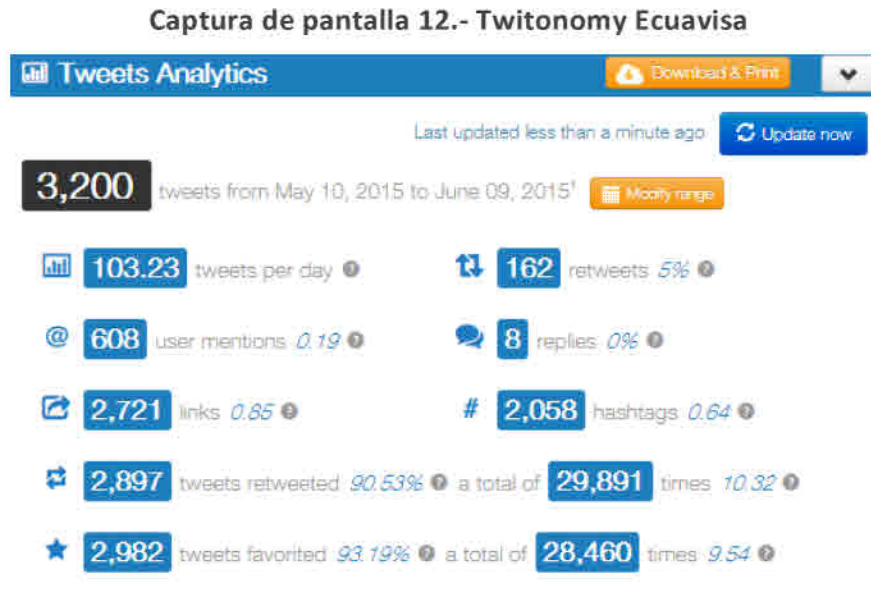 Captura de pantalla 12.- Twitonomy Ecuavisa
Tweets Analytics Download & Print
Last updated less than a minute ago Update now
3,200 tweets from May 10, 2015 to June 09, 2015¹ Modify range
103.23 tweets per day ? 162 retweets 5% ?
@ 608 user mentions 0.19 ? 8 replies 0% ?
2,721 links 0.85 ? # 2,058 hashtags 0.64 ?
2,897 tweets retweeted 90.53% ? a total of 29,891 times 10.32 ?
2,982 tweets favorited 93.19% ? a total of 28,460 times 9.54 ?